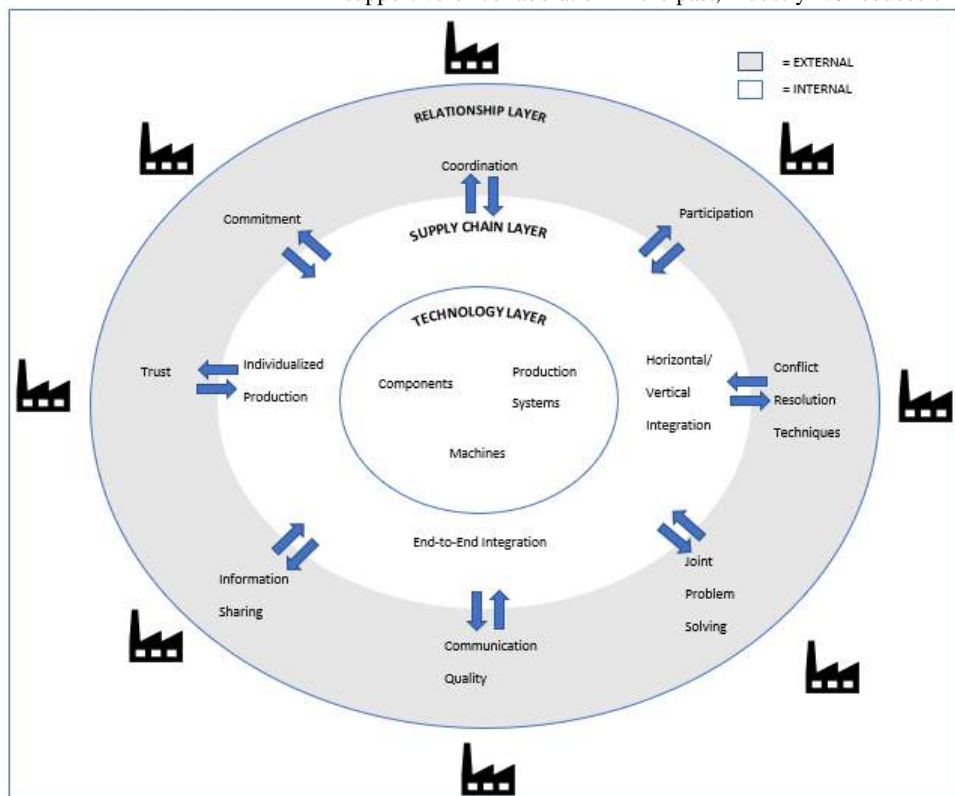 = EXTERNAL
= INTERNAL
RELATIONSHIP LAYER
Coordination
Commitment
Participation
SUPPLY CHAIN LAYER
TECHNOLOGY LAYER
Trust
Individualized
Production
Components
Production
Systems
Machines
Horizontal/
Vertical
Integration
Conflict
Resolution
Techniques
End-to-End Integration
Information
Sharing
Joint
Problem
Solving
Communication
Quality